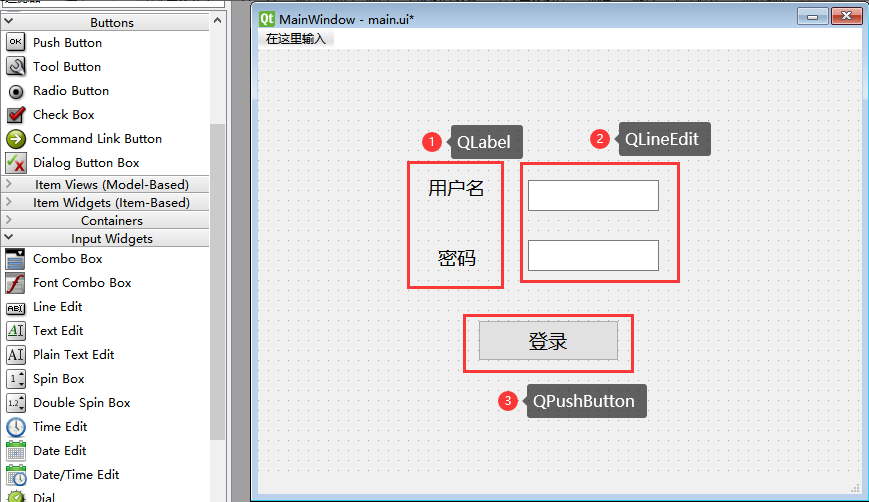 Buttons
Push Button
Tool Button
Radio Button
Check Box
Command Link Button
Dialog Button Box
Item Views (Model-Based)
Item Widgets (Item-Based)
Containers
Input Widgets
Combo Box
Font Combo Box
Line Edit
Text Edit
Plain Text Edit
Spin Box
Double Spin Box
Time Edit
Date Edit
Date/Time Edit
Dial
MainWindow - main.ui*
在这里输入
1 QLabel
2 QLineEdit
用户名
密码
登录
3 QPushButton